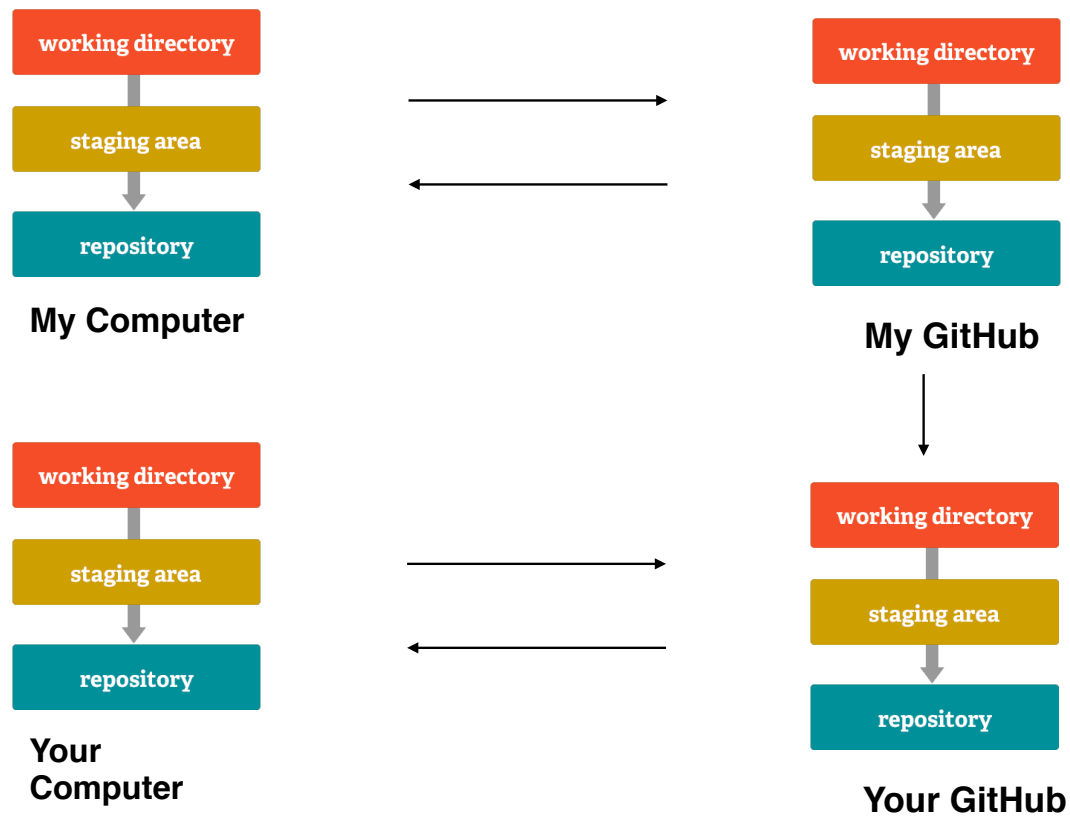 working directory
staging area
repository
My Computer
working directory
staging area
repository
My GitHub
working directory
staging area
repository
Your
Computer
working directory
staging area
repository
Your GitHub